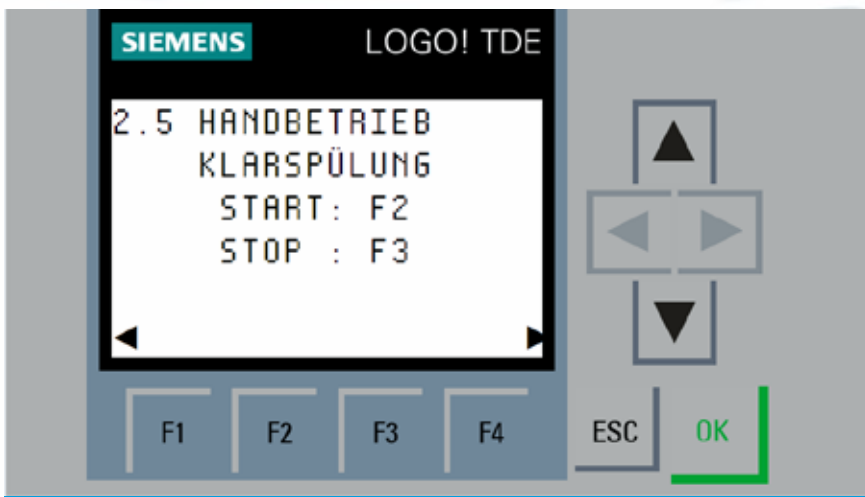 SIEMENS LOGO! TDE
2.5 HANDBETRIEB
KLARSPÜLUNG
START: F2
STOP : F3
F1 F2 F3 F4 ESC OK